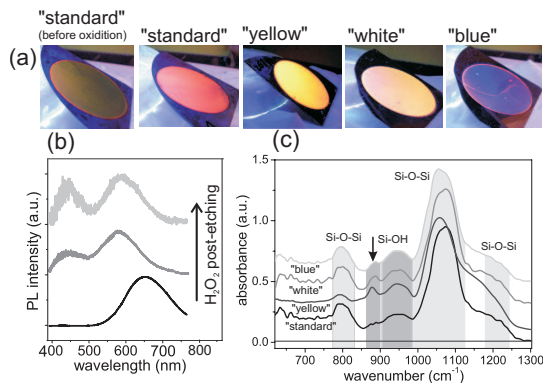 "standard"
(before oxidition)
"standard"
"yellow"
"white"
"blue"
(a)
(b)
PL intensity (a.u.)
H2O2 post-etching
400 500 600 700 800
wavelength (nm)
(c)
absorbance (a.u.)
1.5
1.0
0.5
0.0
Si-O-Si
Si-O-Si
Si-OH
Si-O-Si
"blue"
"white"
"yellow"
"standard"
700 800 900 1000 1100 1200 1300
wavenumber (cm⁻¹)